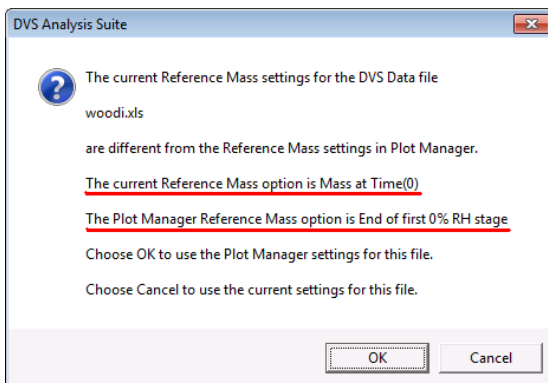 DVS Analysis Suite
The current Reference Mass settings for the DVS Data file
woodi.xls
are different from the Reference Mass settings in Plot Manager.
The current Reference Mass option is Mass at Time(0)
The Plot Manager Reference Mass option is End of first 0% RH stage
Choose OK to use the Plot Manager settings for this file.
Choose Cancel to use the current settings for this file.
OK Cancel